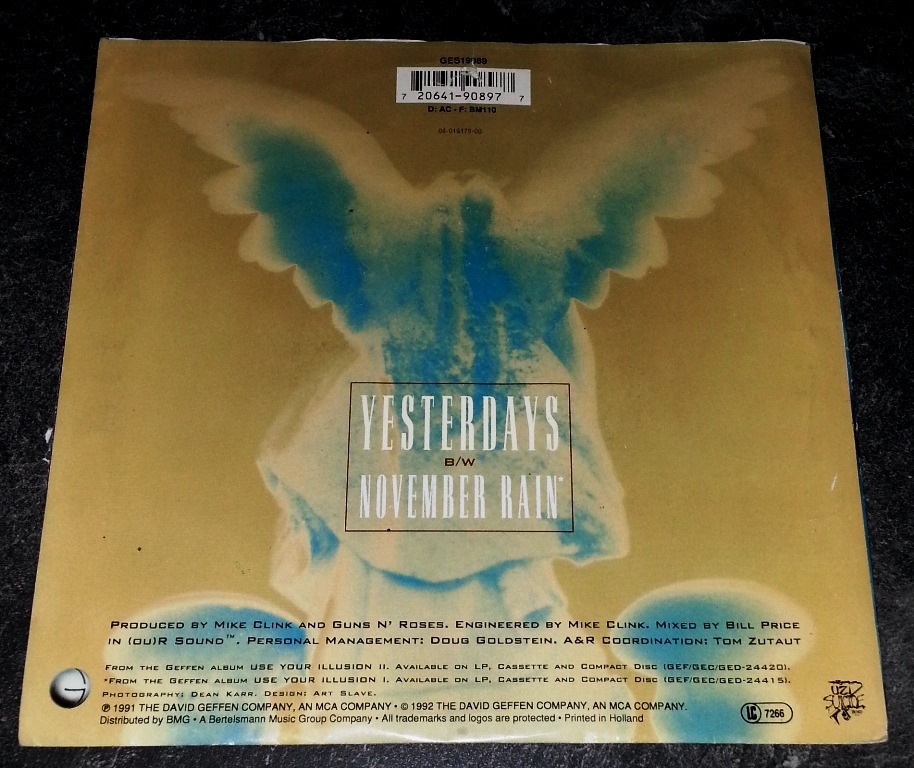 GES19089
7 20641-90897 7
D: AC - F: BM110
YESTERDAYS
B/W
NOVEMBER RAIN*
PRODUCED BY MIKE CLINK AND GUNS N' ROSES. ENGINEERED BY MIKE CLINK. MIXED BY BILL PRICE
IN (OU)R SOUND™. PERSONAL MANAGEMENT: DOUG GOLDSTEIN. A&R COORDINATION: TOM ZUTAUT
FROM THE GEFFEN ALBUM USE YOUR ILLUSION II. AVAILABLE ON LP, CASSETTE AND COMPACT DISC (GEF/GEC/GED-24420).
*FROM THE GEFFEN ALBUM USE YOUR ILLUSION I. AVAILABLE ON LP, CASSETTE AND COMPACT DISC (GEF/GEC/GED-24415).
PHOTOGRAPHY: DEAN KARR. DESIGN: ART SLAVE.
℗ 1991 THE DAVID GEFFEN COMPANY, AN MCA COMPANY • © 1992 THE DAVID GEFFEN COMPANY, AN MCA COMPANY.
Distributed by BMG • A Bertelsmann Music Group Company • All trademarks and logos are protected • Printed in Holland
LC 7266
UZI
SUICIDE